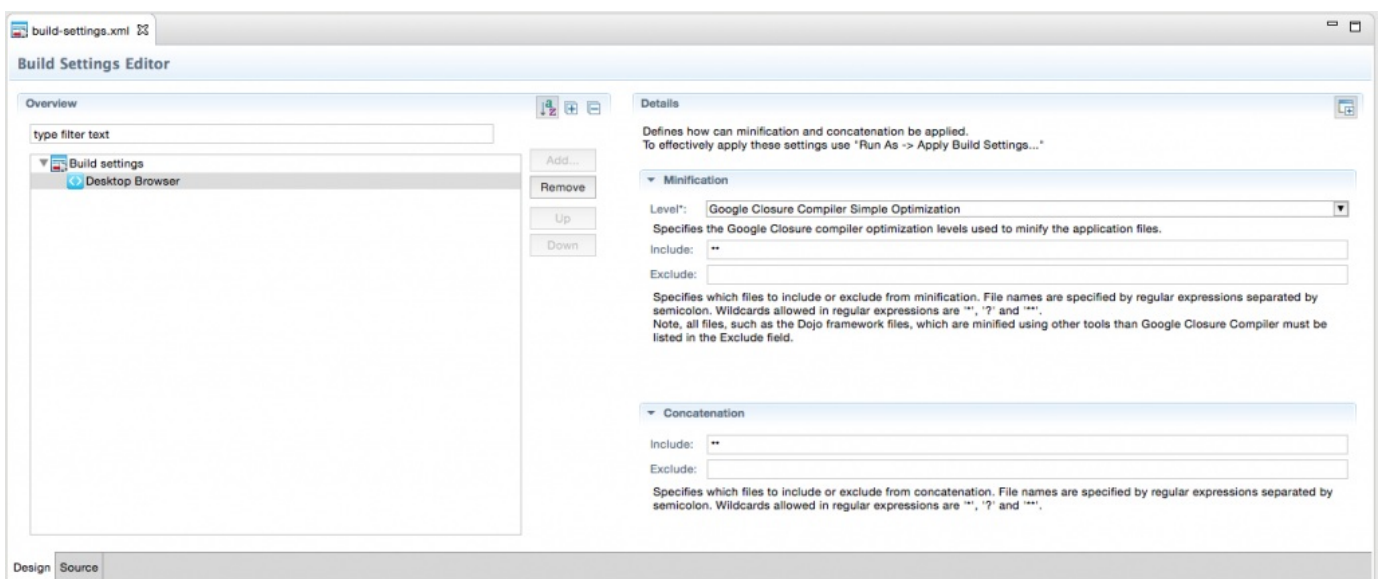 build-settings.xml
Build Settings Editor
Overview
type filter text
Build settings
Desktop Browser
Add...
Remove
Up
Down
Details
Defines how can minification and concatenation be applied.
To effectively apply these settings use "Run As -> Apply Build Settings..."
Minification
Level*: Google Closure Compiler Simple Optimization
Specifies the Google Closure compiler optimization levels used to minify the application files.
Include: **
Exclude:
Specifies which files to include or exclude from minification. File names are specified by regular expressions separated by
semicolon. Wildcards allowed in regular expressions are '*', '?' and '**'.
Note, all files, such as the Dojo framework files, which are minified using other tools than Google Closure Compiler must be
listed in the Exclude field.
Concatenation
Include: **
Exclude:
Specifies which files to include or exclude from concatenation. File names are specified by regular expressions separated by
semicolon. Wildcards allowed in regular expressions are '*', '?' and '**'.
Design Source